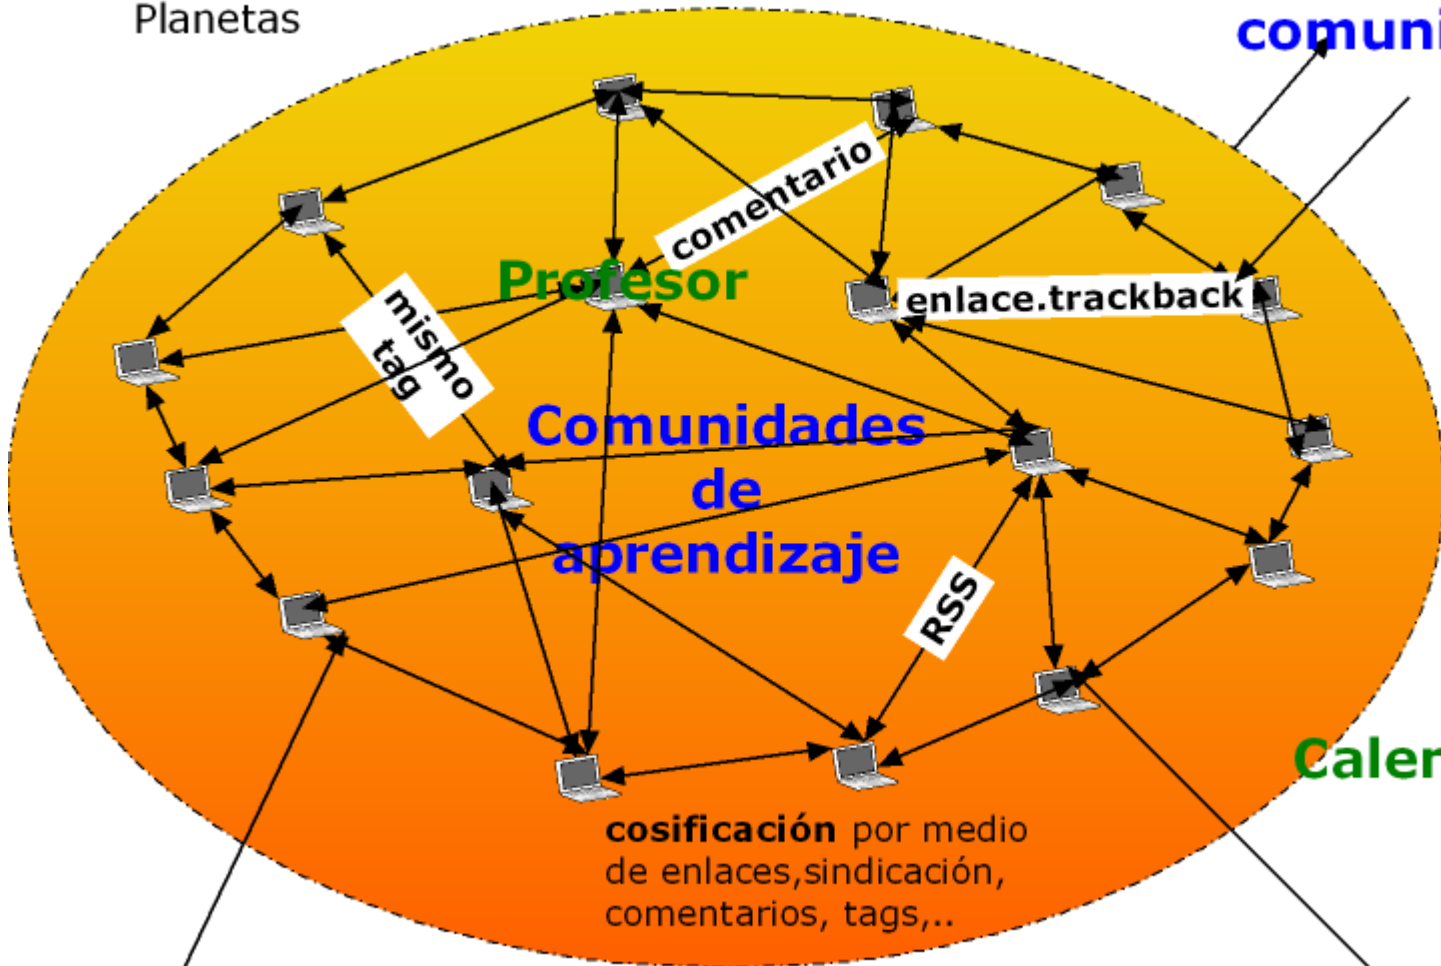 Planetas
comuni
comentario
Profesor
enlace.trackback
mismo
tag
Comunidades
de
aprendizaje
RSS
Caler
cosificación por medio
de enlaces,sindicación,
comentarios, tags,..